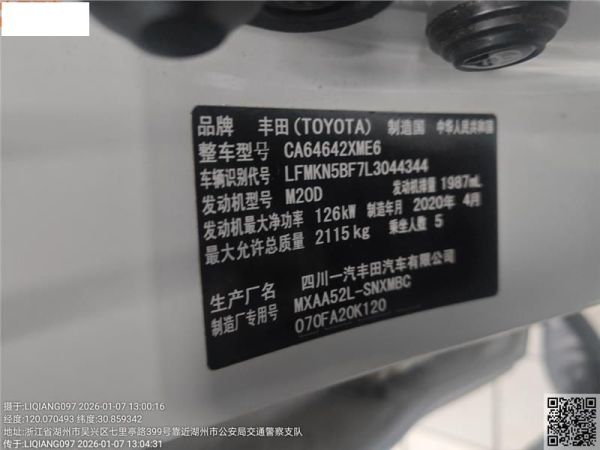 品牌 丰田(TOYOTA) 制造国 中华人民共和国
整车型号 CA64642XME6
车辆识别代号 LFMKN5BF7L3044344
发动机型号 M20D 发动机排量 1987mL
发动机最大净功率 126kW 制造年月 2020年 4月
最大允许总质量 2115kg 乘坐人数 5
生产厂名 四川一汽丰田汽车有限公司
制造厂专用号 MXAA52L-SNXMBC
070FA20K120
摄于:LIQIANG097 2026-01-07 13:00:16
经度:120.070493 纬度:30.859342
地址:浙江省湖州市吴兴区七里亭路399号靠近湖州市公安局交通警察支队
传于:LIQIANG097 2026-01-07 13:04:31